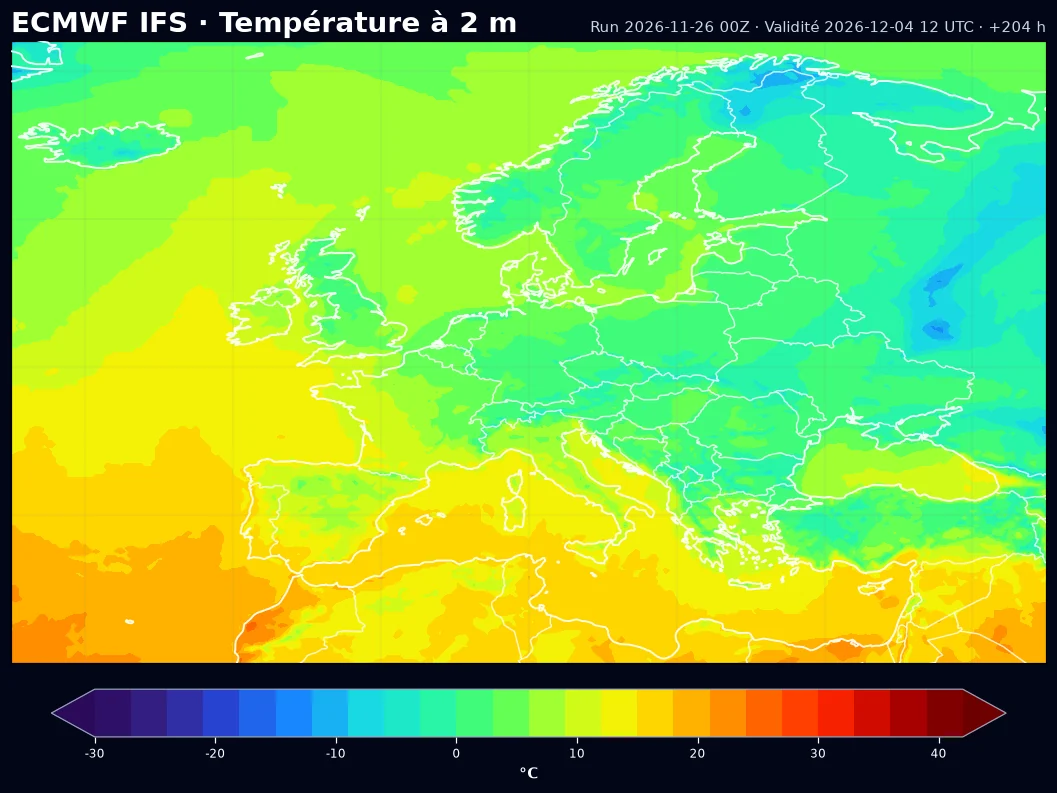 ECMWF IFS · Température à 2 m
Run 2026-11-26 00Z · Validité 2026-12-04 12 UTC · +204 h
-30 -20 -10 0 10 20 30 40
°C